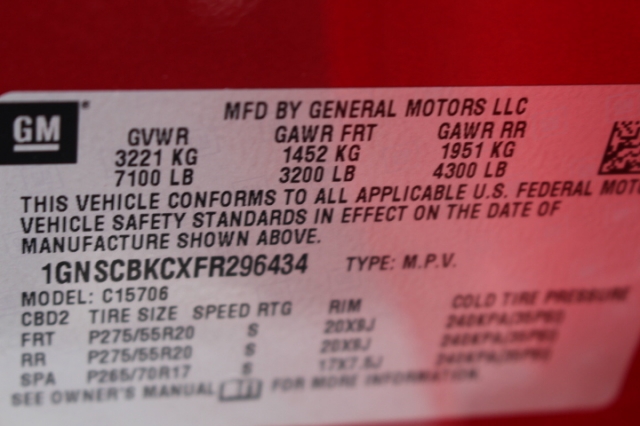 GM
MFD BY GENERAL MOTORS LLC
GVWR GAWR FRT GAWR RR
3221 KG 1452 KG 1951 KG
7100 LB 3200 LB 4300 LB
THIS VEHICLE CONFORMS TO ALL APPLICABLE U.S. FEDERAL MOT
VEHICLE SAFETY STANDARDS IN EFFECT ON THE DATE OF
MANUFACTURE SHOWN ABOVE.
1GNSCBKCXFR296434 TYPE: M.P.V.
MODEL: C15706
CBD2 TIRE SIZE SPEED RTG RIM COLD TIRE PRESSURE
FRT P275/55R20 S 20X9J
RR P275/55R20 S 20X9J
SPA P265/70R17 S 17X7.5J
SEE OWNER'S MANUAL FOR MORE INFORMATION